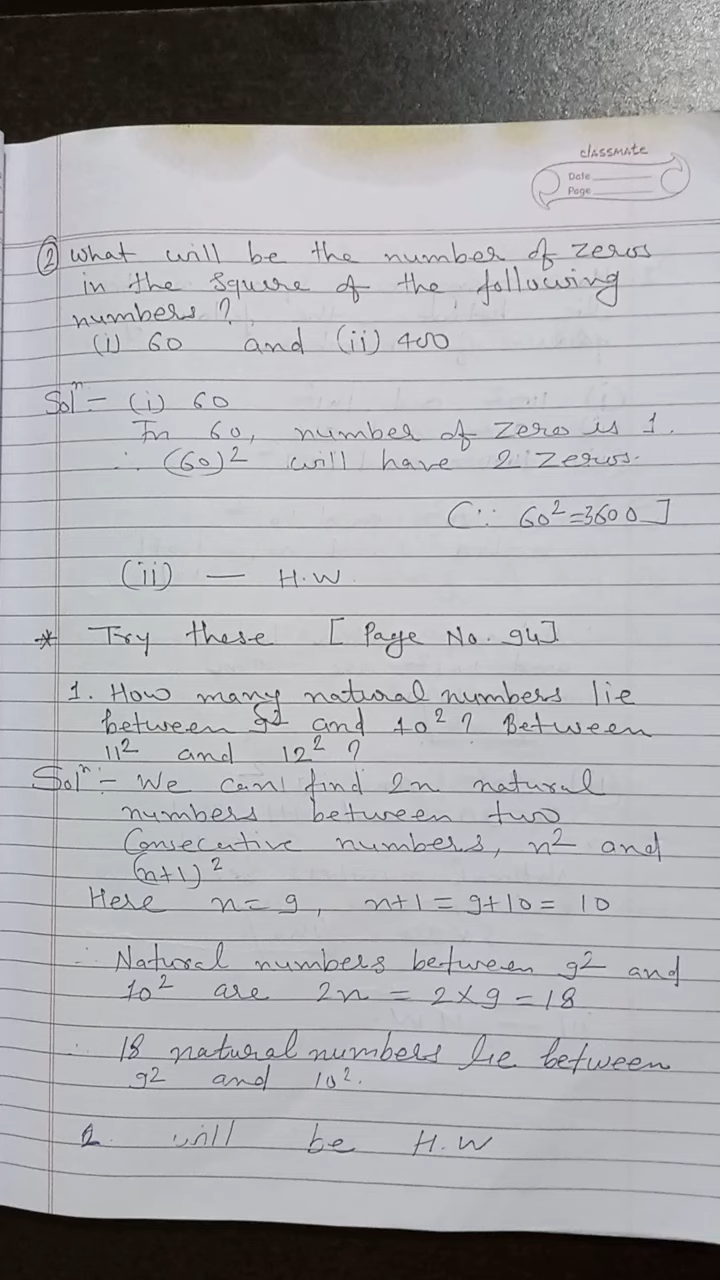 classmate
Date
Page
② What will be the number of zeros
in the square of the following
numbers?
(i) 60 and (ii) 400
Solⁿ - (i) 60
In 60, number of zero is 1.
∴ (60)² will have 2 zeros.
[∵ 60²=3600]
(ii) — H.W
* Try these [Page No. 94]
1. How many natural numbers lie
between 9² and 10² ? Between
11² and 12² ?
Solⁿ:- We can find 2n natural
numbers between two
Consecutive numbers, n² and
(n+1)²
Here n=9, n+1=9+10=10
∴ Natural numbers between 9² and
10² are 2n = 2×9=18
∴ 18 natural numbers lie between
9² and 10².
2 will be H.W